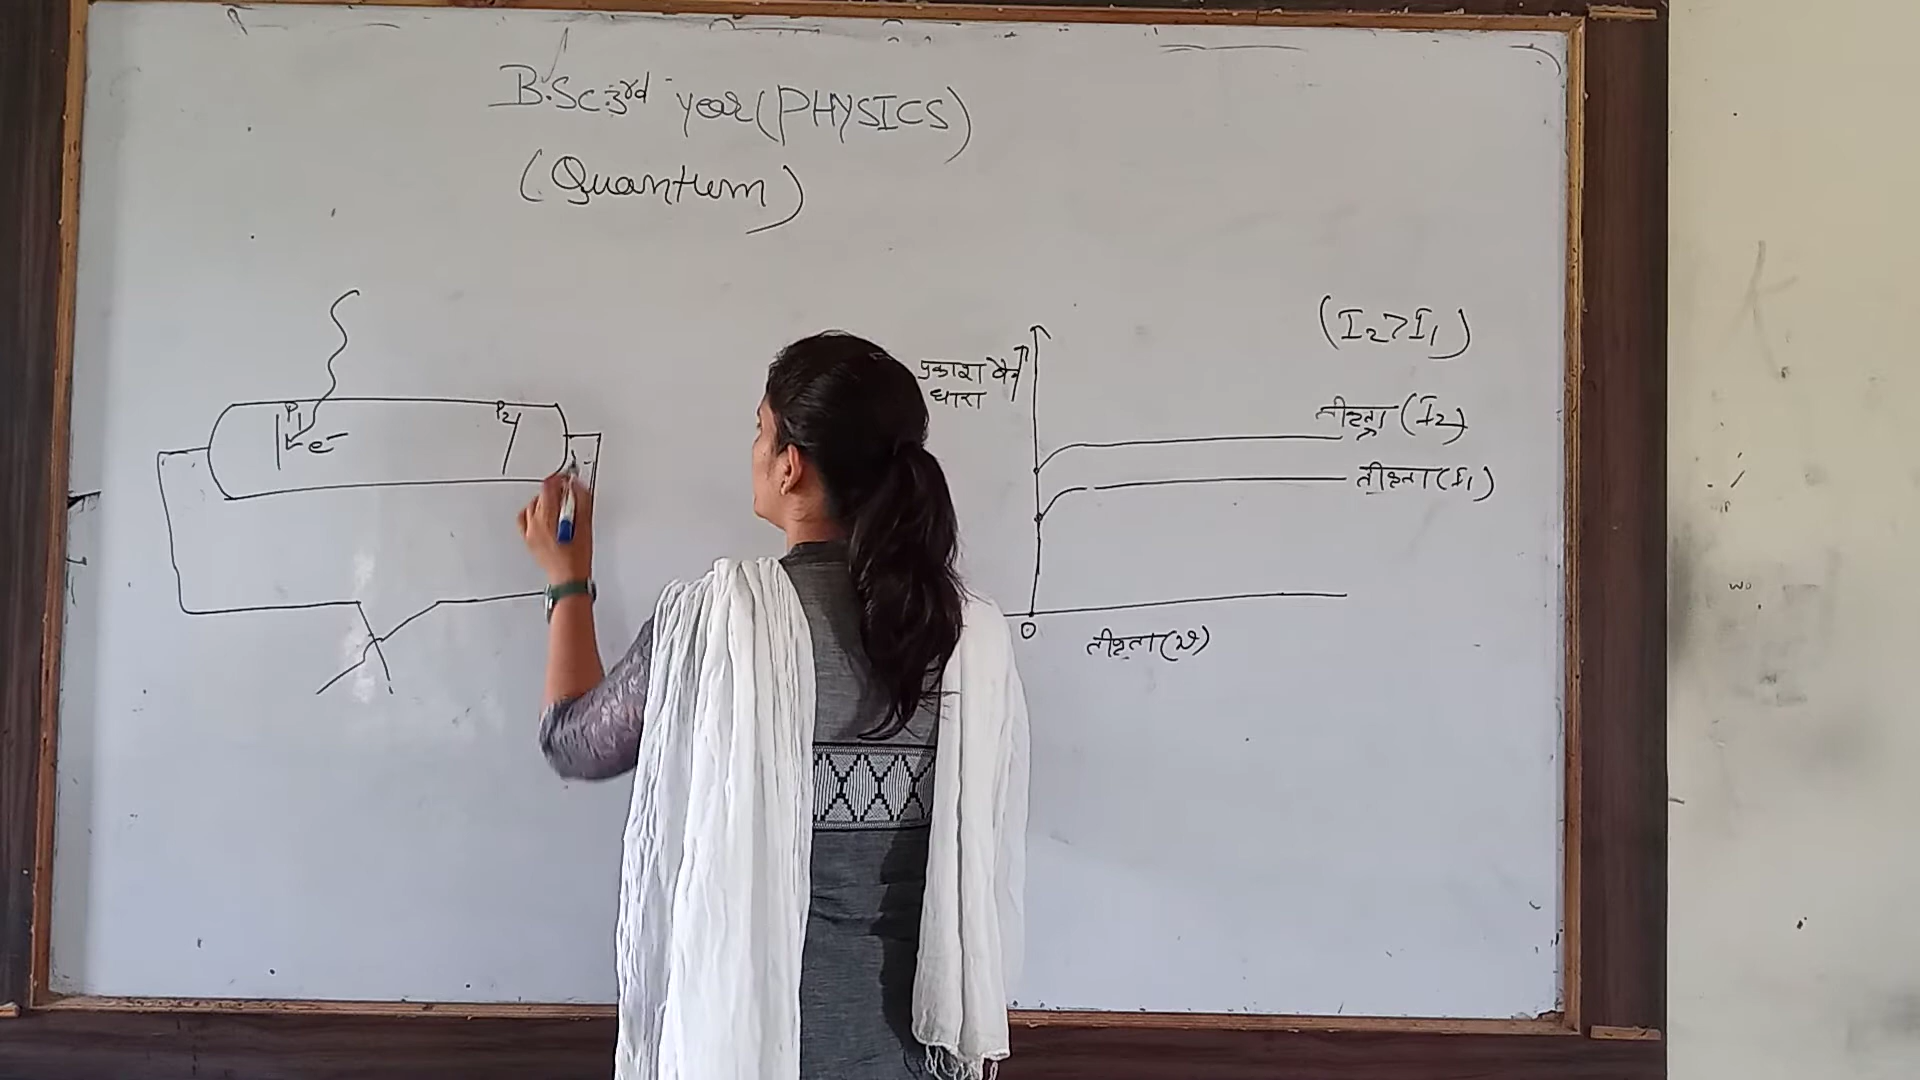 B.Sc. 3rd year (PHYSICS)
(Quantum)
P1
P2
e-
प्रकाश वैन
धारा
(I2>I1)
तीव्रता (I2)
तीव्रता (I1)
0
तीव्रता (ν)